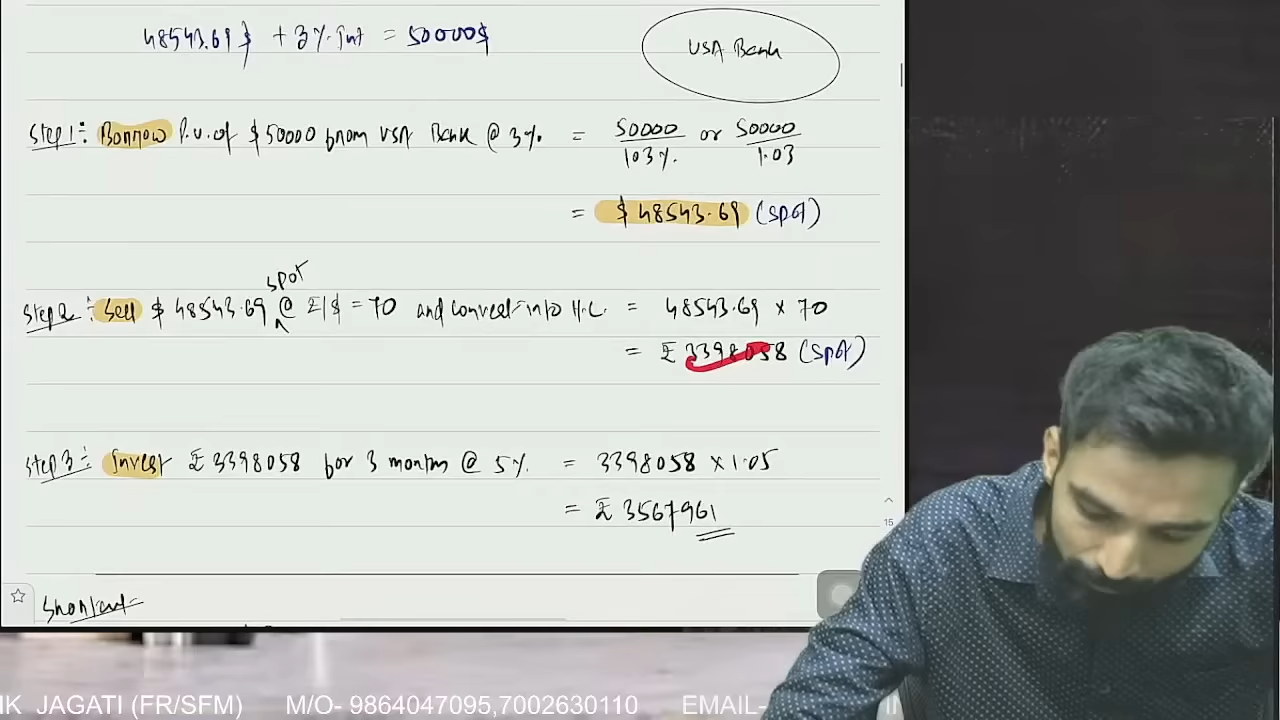 48543.69 $ + 3% Int = 50000$
USA Bank
Step 1 :- Borrow P.V. of $ 50000 from USA Bank @ 3% = 50000/103% or 50000/1.03
= $ 48543.69 (spot)
spot
Step 2 :- Sell $ 48543.69 @ ₹/$ = 70 and convert into H.C. = 48543.69 × 70
= ₹ 3398058 (spot)
Step 3 :- Invest ₹ 3398058 for 3 months @ 5% = 3398058 × 1.05
= ₹ 3567961
15
Shortcut
JAGATI (FR/SFM) M/O- 9864047095,7002630110 EMAIL-